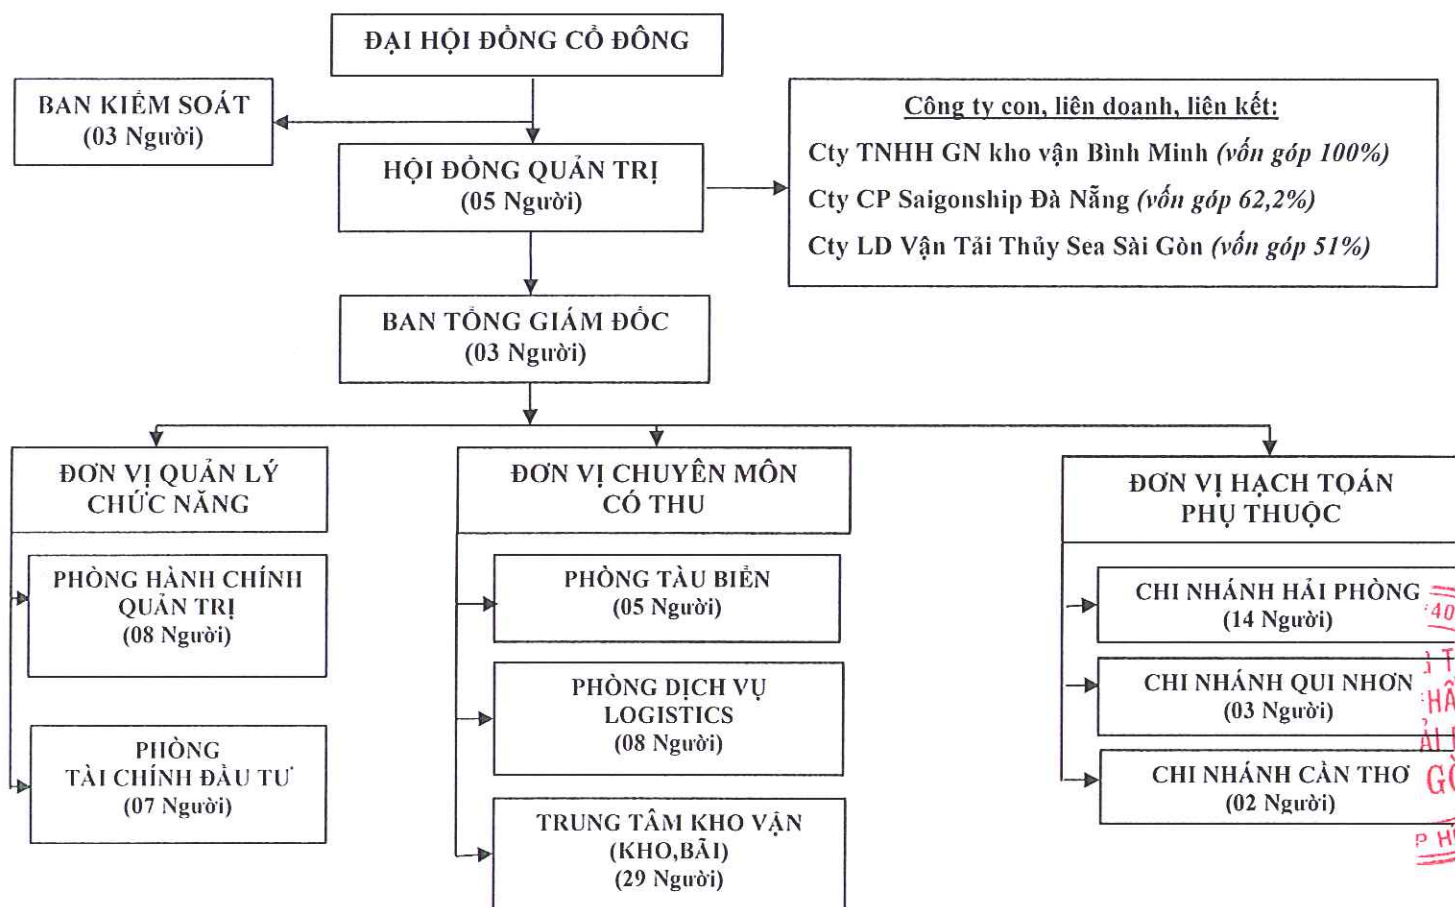 ĐẠI HỘI ĐỒNG CỔ ĐÔNG
BAN KIỂM SOÁT
(03 Người)
HỘI ĐỒNG QUẢN TRỊ
(05 Người)
Công ty con, liên doanh, liên kết:
Cty TNHH GN kho vận Bình Minh (vốn góp 100%)
Cty CP Saigonship Đà Nẵng (vốn góp 62,2%)
Cty LD Vận Tải Thủy Sea Sài Gòn (vốn góp 51%)
BAN TỔNG GIÁM ĐỐC
(03 Người)
ĐƠN VỊ QUẢN LÝ
CHỨC NĂNG
PHÒNG HÀNH CHÍNH
QUẢN TRỊ
(08 Người)
PHÒNG
TÀI CHÍNH ĐẦU TƯ
(07 Người)
ĐƠN VỊ CHUYÊN MÔN
CÓ THU
PHÒNG TÀU BIỂN
(05 Người)
PHÒNG DỊCH VỤ
LOGISTICS
(08 Người)
TRUNG TÂM KHO VẬN
(KHO,BÃI)
(29 Người)
ĐƠN VỊ HẠCH TOÁN
PHỤ THUỘC
CHI NHÁNH HẢI PHÒNG
(14 Người)
CHI NHÁNH QUI NHƠN
(03 Người)
CHI NHÁNH CẦN THƠ
(02 Người)